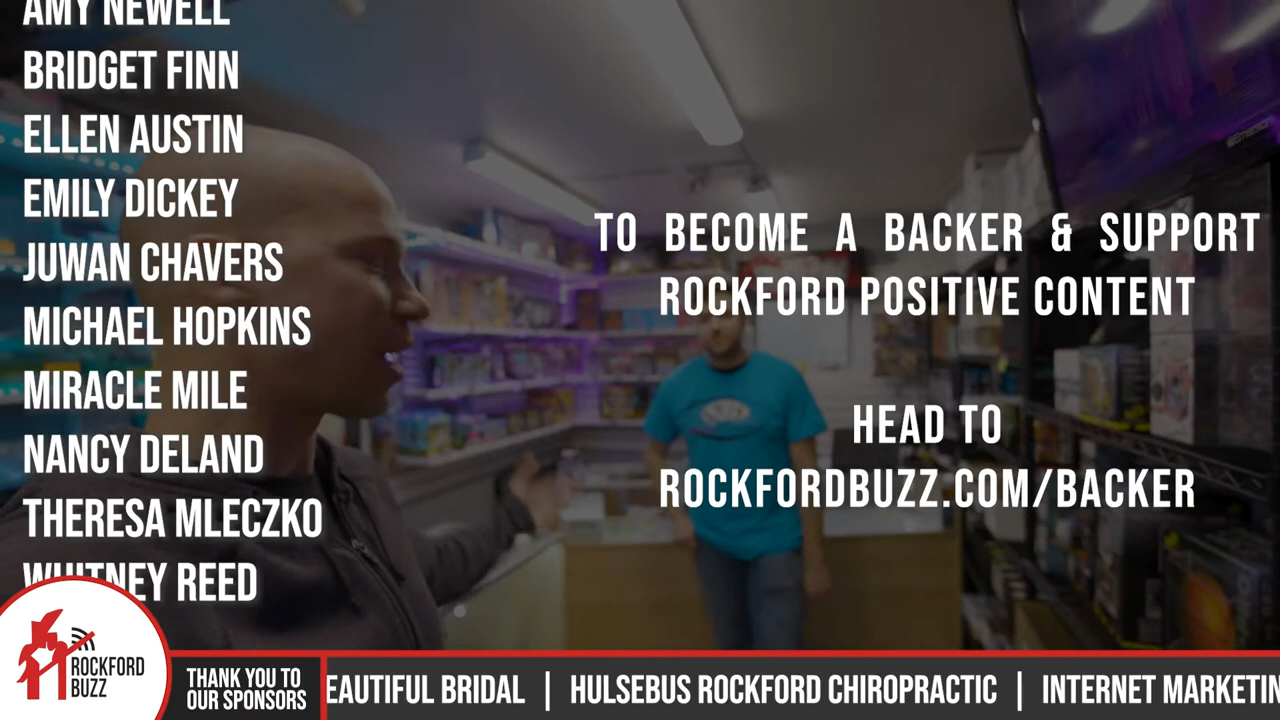 AMY NEWELL
BRIDGET FINN
ELLEN AUSTIN
EMILY DICKEY
JUWAN CHAVERS
MICHAEL HOPKINS
MIRACLE MILE
NANCY DELAND
THERESA MLECZKO
WHITNEY REED
TO BECOME A BACKER & SUPPORT
ROCKFORD POSITIVE CONTENT
HEAD TO
ROCKFORDBUZZ.COM/BACKER
ROCKFORD
BUZZ
THANK YOU TO
OUR SPONSORS
EAUTIFUL BRIDAL | HULSEBUS ROCKFORD CHIROPRACTIC | INTERNET MARKETIN